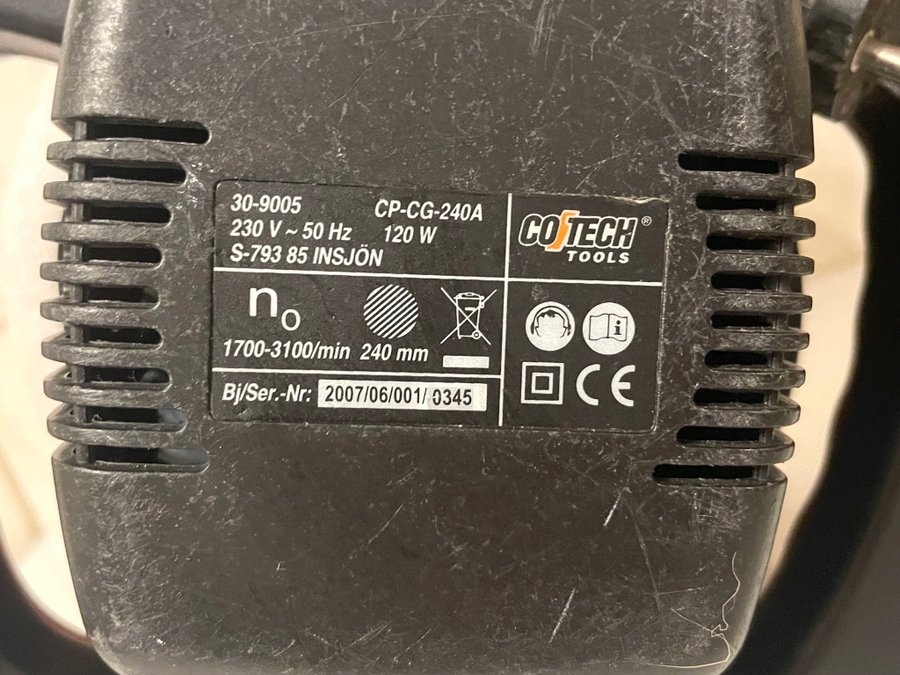 30-9005 CP-CG-240A
230 V ~ 50 Hz 120 W
S-793 85 INSJÖN
n0
1700-3100/min 240 mm
Bj/Ser.-Nr: 2007/06/001/ 0345
COTECH®
TOOLS
i
CE